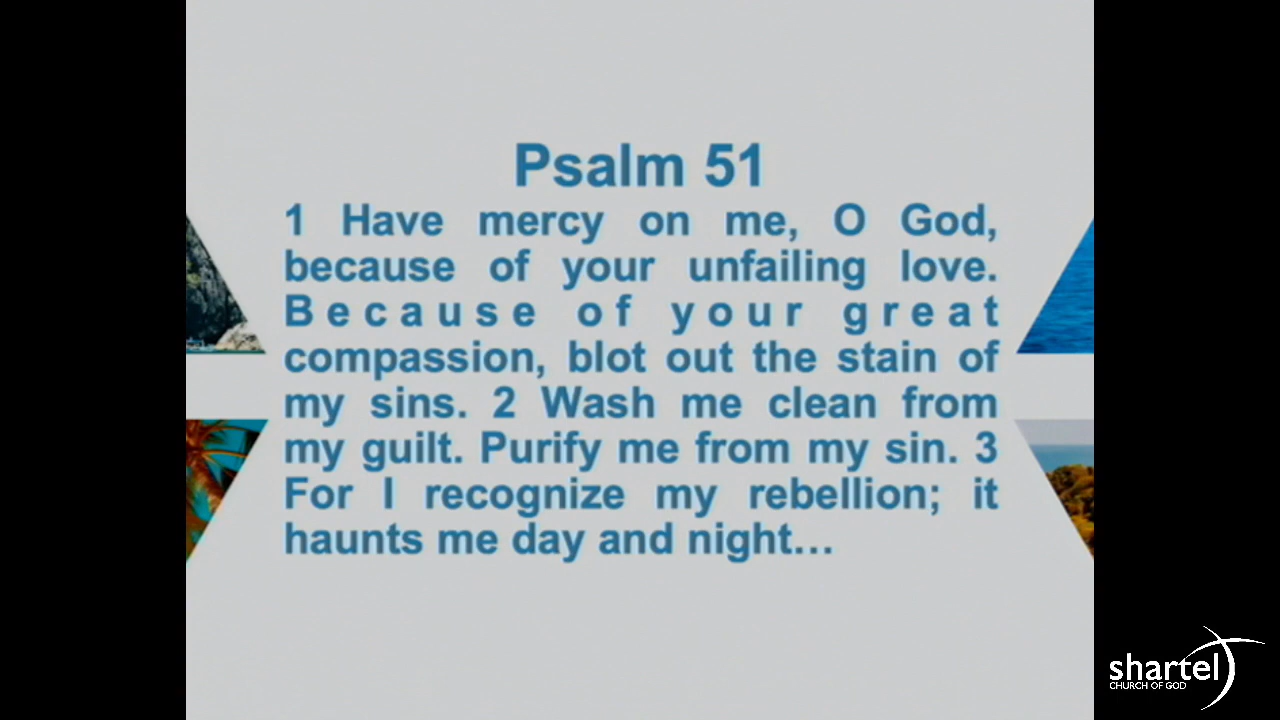 Psalm 51
1 Have mercy on me, O God,
because of your unfailing love.
Because of your great
compassion, blot out the stain of
my sins. 2 Wash me clean from
my guilt. Purify me from my sin. 3
For I recognize my rebellion; it
haunts me day and night…
shartel
CHURCH OF GOD